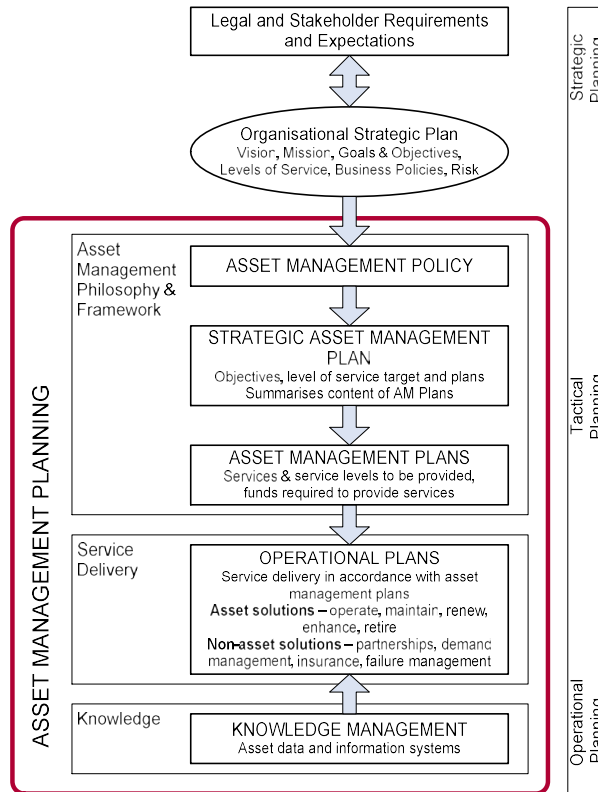 Legal and Stakeholder Requirements
and Expectations
Strategic
Planning
Organisational Strategic Plan
Vision, Mission, Goals & Objectives,
Levels of Service, Business Policies, Risk
ASSET MANAGEMENT PLANNING
Asset
Management
Philosophy &
Framework
ASSET MANAGEMENT POLICY
STRATEGIC ASSET MANAGEMENT
PLAN
Objectives, level of service target and plans
Summarises content of AM Plans
Tactical
Planning
ASSET MANAGEMENT PLANS
Services & service levels to be provided,
funds required to provide services
Service
Delivery
OPERATIONAL PLANS
Service delivery in accordance with asset
management plans
Asset solutions – operate, maintain, renew,
enhance, retire
Non-asset solutions – partnerships, demand
management, insurance, failure management
Knowledge
KNOWLEDGE MANAGEMENT
Asset data and information systems
Operational
Planning